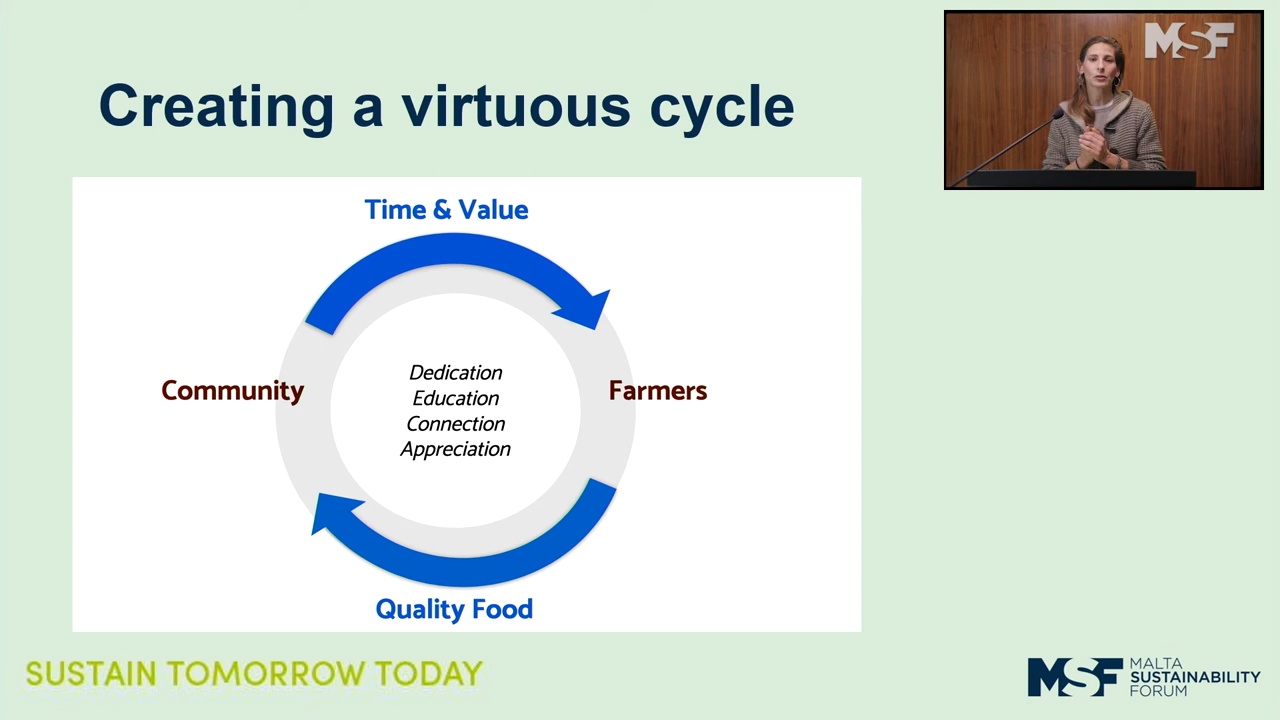 MSF
Creating a virtuous cycle
Time & Value
Community
Dedication
Education
Connection
Appreciation
Farmers
Quality Food
SUSTAIN TOMORROW TODAY
MSF
MALTA
SUSTAINABILITY
FORUM